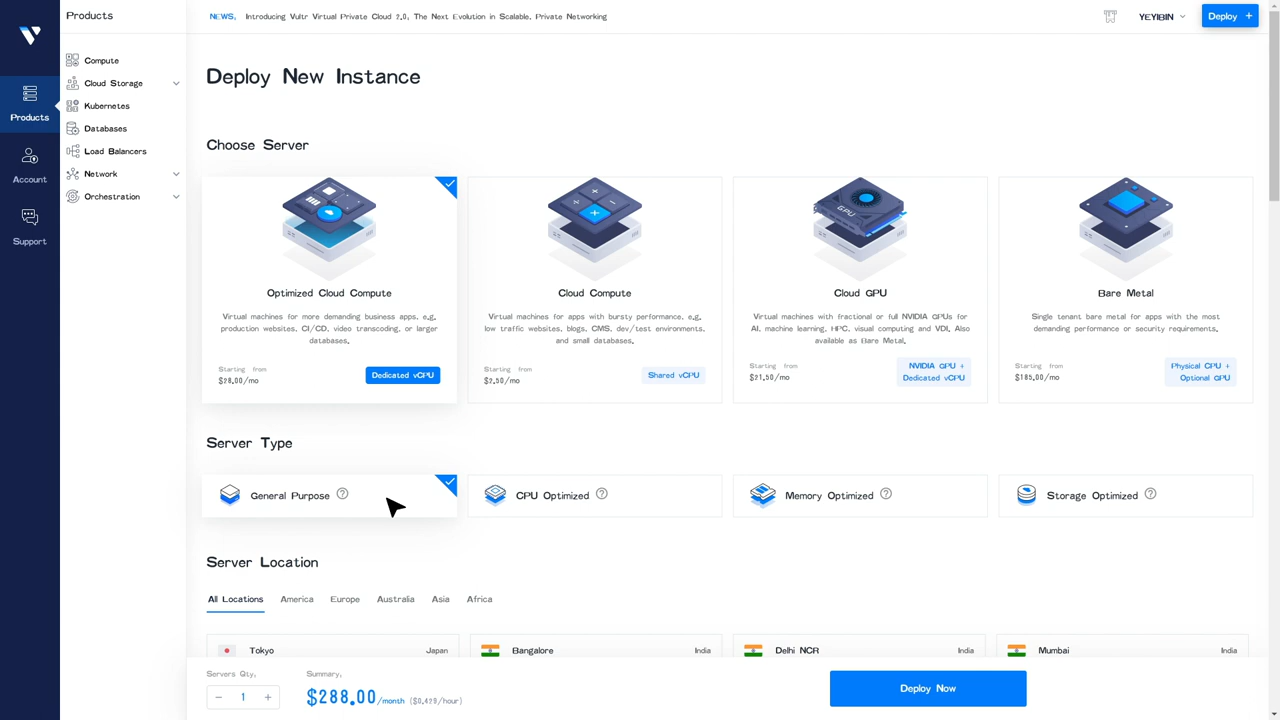 Products
NEWS. Introducing Vultr Virtual Private Cloud 2.0. The Next Evolution in Scalable, Private Networking
YEYIBIN
Deploy +
Products
Account
Support
Compute
Cloud Storage
Kubernetes
Databases
Load Balancers
Network
Orchestration
Deploy New Instance
Choose Server
Optimized Cloud Compute
Virtual machines for more demanding business apps, e.g.
production websites, CI/CD, video transcoding, or larger
databases.
Starting from
$28.00/mo
Dedicated vCPU
Cloud Compute
Virtual machines for apps with bursty performance, e.g.
low traffic websites, blogs, CMS, dev/test environments,
and small databases.
Starting from
$2.50/mo
Shared vCPU
GPU
Cloud GPU
Virtual machines with fractional or full NVIDIA GPUs for
AI, machine learning, HPC, visual computing and VDI. Also
available as Bare Metal.
Starting from
$21.50/mo
NVIDIA GPU +
Dedicated vCPU
Bare Metal
Single tenant bare metal for apps with the most
demanding performance or security requirements.
Starting from
$185.00/mo
Physical CPU +
Optional GPU
Server Type
General Purpose ?
CPU Optimized ?
Memory Optimized ?
Storage Optimized ?
Server Location
All Locations America Europe Australia Asia Africa
Tokyo Japan
Bangalore India
Delhi NCR India
Mumbai India
Servers Qty.
− 1 +
Summary.
$288.00/month ($0.429/hour)
Deploy Now